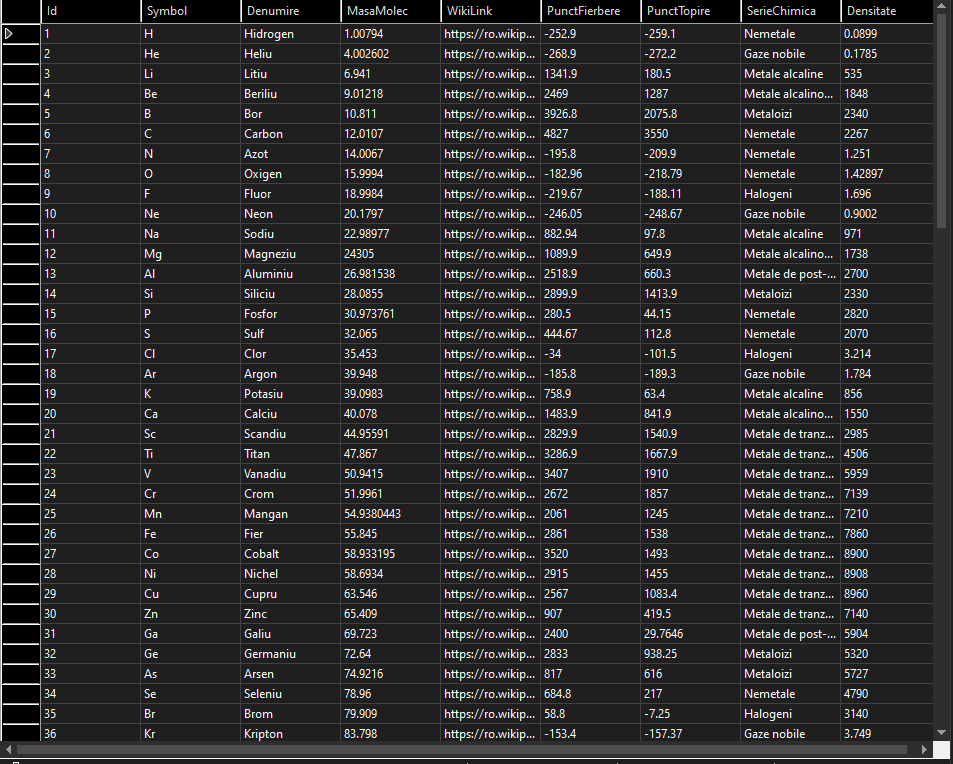 Id Symbol Denumire MasaMolec WikiLink PunctFierbere PunctTopire SerieChimica Densitate
1 H Hidrogen 1.00794 https://ro.wikip... -252.9 -259.1 Nemetale 0.0899
2 He Heliu 4.002602 https://ro.wikip... -268.9 -272.2 Gaze nobile 0.1785
3 Li Litiu 6.941 https://ro.wikip... 1341.9 180.5 Metale alcaline 535
4 Be Beriliu 9.01218 https://ro.wikip... 2469 1287 Metale alcalino... 1848
5 B Bor 10.811 https://ro.wikip... 3926.8 2075.8 Metaloizi 2340
6 C Carbon 12.0107 https://ro.wikip... 4827 3550 Nemetale 2267
7 N Azot 14.0067 https://ro.wikip... -195.8 -209.9 Nemetale 1.251
8 O Oxigen 15.9994 https://ro.wikip... -182.96 -218.79 Nemetale 1.42897
9 F Fluor 18.9984 https://ro.wikip... -219.67 -188.11 Halogeni 1.696
10 Ne Neon 20.1797 https://ro.wikip... -246.05 -248.67 Gaze nobile 0.9002
11 Na Sodiu 22.98977 https://ro.wikip... 882.94 97.8 Metale alcaline 971
12 Mg Magneziu 24305 https://ro.wikip... 1089.9 649.9 Metale alcalino... 1738
13 Al Aluminiu 26.981538 https://ro.wikip... 2518.9 660.3 Metale de post-... 2700
14 Si Siliciu 28.0855 https://ro.wikip... 2899.9 1413.9 Metaloizi 2330
15 P Fosfor 30.973761 https://ro.wikip... 280.5 44.15 Nemetale 2820
16 S Sulf 32.065 https://ro.wikip... 444.67 112.8 Nemetale 2070
17 Cl Clor 35.453 https://ro.wikip... -34 -101.5 Halogeni 3.214
18 Ar Argon 39.948 https://ro.wikip... -185.8 -189.3 Gaze nobile 1.784
19 K Potasiu 39.0983 https://ro.wikip... 758.9 63.4 Metale alcaline 856
20 Ca Calciu 40.078 https://ro.wikip... 1483.9 841.9 Metale alcalino... 1550
21 Sc Scandiu 44.95591 https://ro.wikip... 2829.9 1540.9 Metale de tranz... 2985
22 Ti Titan 47.867 https://ro.wikip... 3286.9 1667.9 Metale de tranz... 4506
23 V Vanadiu 50.9415 https://ro.wikip... 3407 1910 Metale de tranz... 5959
24 Cr Crom 51.9961 https://ro.wikip... 2672 1857 Metale de tranz... 7139
25 Mn Mangan 54.9380443 https://ro.wikip... 2061 1245 Metale de tranz... 7210
26 Fe Fier 55.845 https://ro.wikip... 2861 1538 Metale de tranz... 7860
27 Co Cobalt 58.933195 https://ro.wikip... 3520 1493 Metale de tranz... 8900
28 Ni Nichel 58.6934 https://ro.wikip... 2915 1455 Metale de tranz... 8908
29 Cu Cupru 63.546 https://ro.wikip... 2567 1083.4 Metale de tranz... 8960
30 Zn Zinc 65.409 https://ro.wikip... 907 419.5 Metale de tranz... 7140
31 Ga Galiu 69.723 https://ro.wikip... 2400 29.7646 Metale de post-... 5904
32 Ge Germaniu 72.64 https://ro.wikip... 2833 938.25 Metaloizi 5320
33 As Arsen 74.9216 https://ro.wikip... 817 616 Metaloizi 5727
34 Se Seleniu 78.96 https://ro.wikip... 684.8 217 Nemetale 4790
35 Br Brom 79.909 https://ro.wikip... 58.8 -7.25 Halogeni 3140
36 Kr Kripton 83.798 https://ro.wikip... -153.4 -157.37 Gaze nobile 3.749